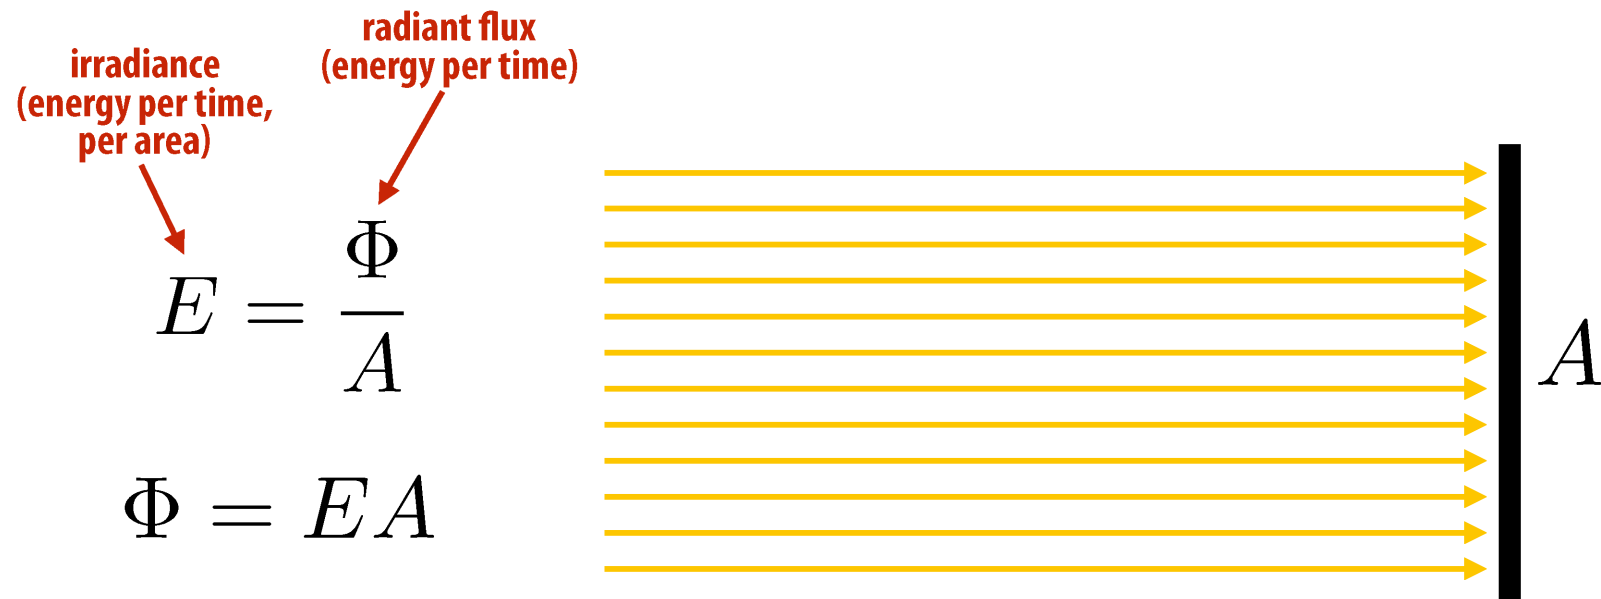 radiant flux
(energy per time)
irradiance
(energy per time,
per area)
E = Φ/A
A
Φ = EA